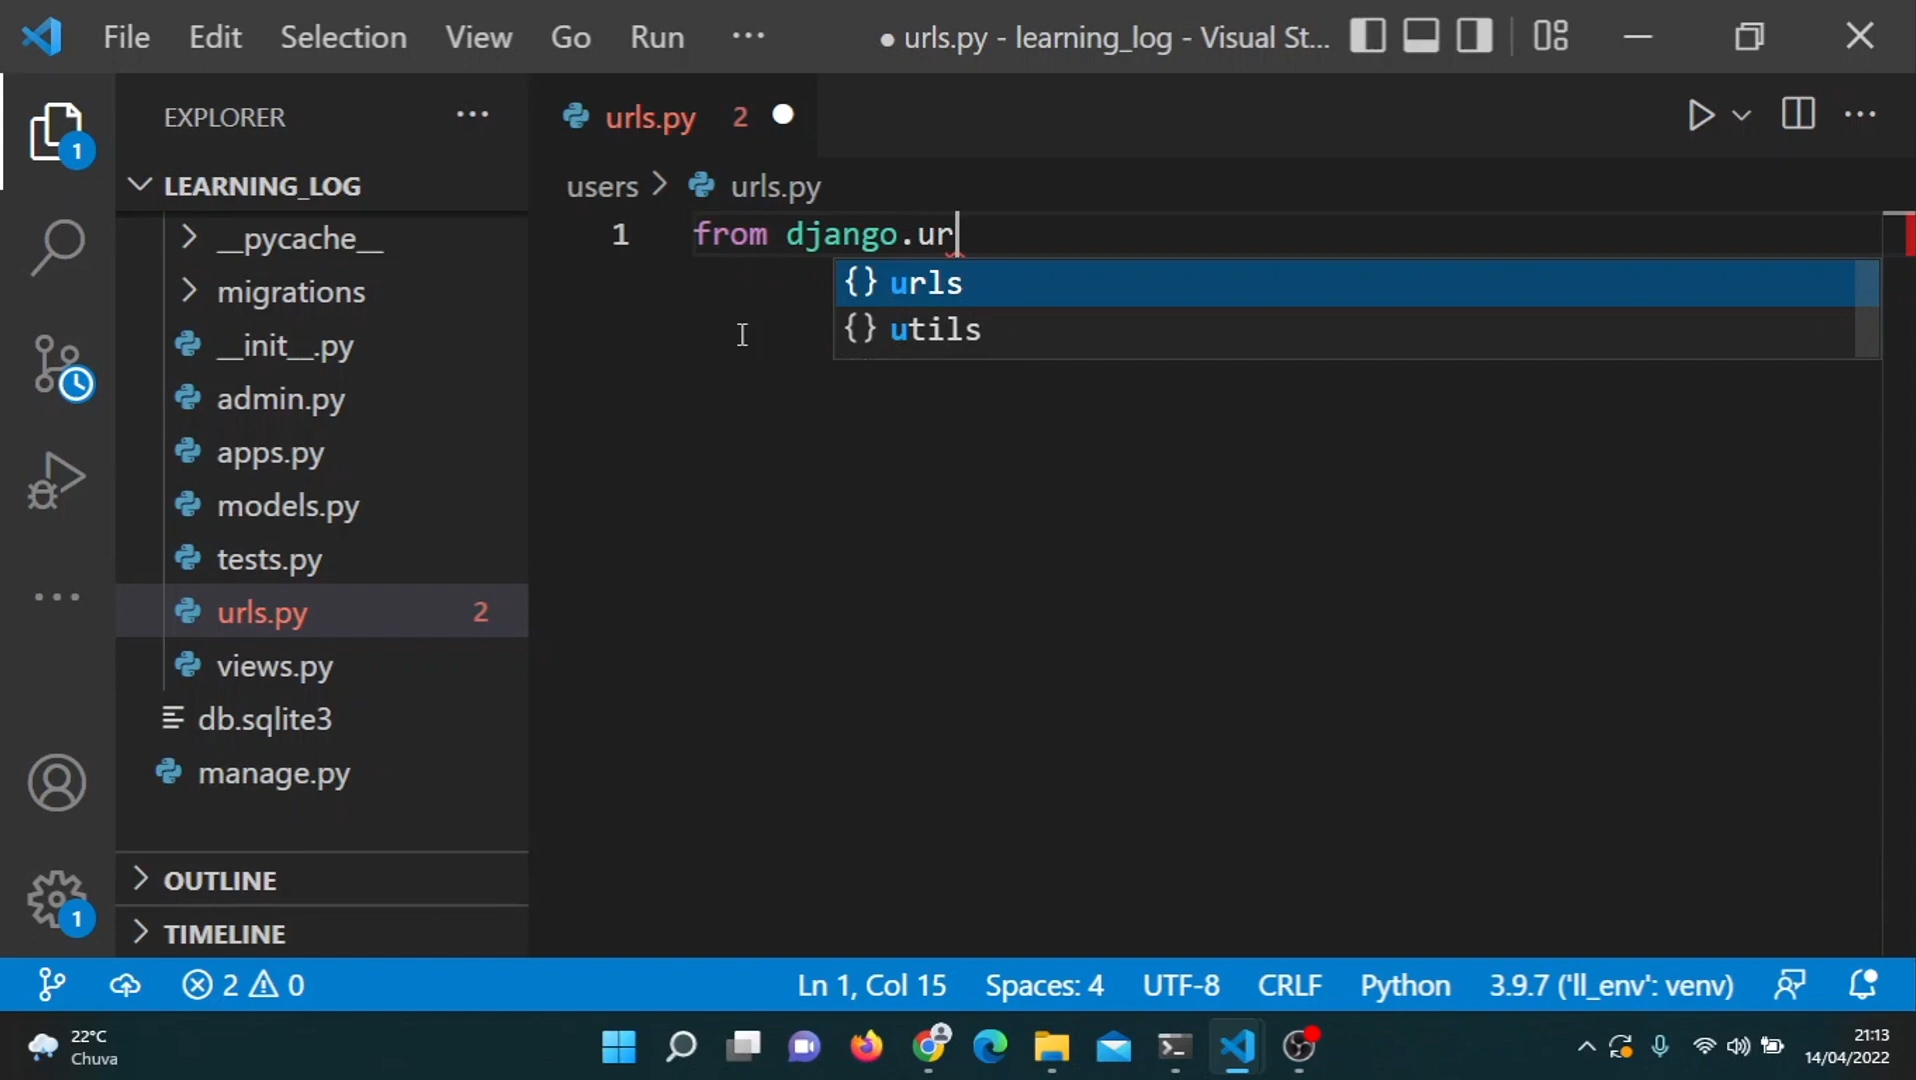 File Edit Selection View Go Run ··· ● urls.py - learning_log - Visual St...
EXPLORER ···
urls.py 2 ●
1
LEARNING_LOG
users > urls.py
__pycache__
1 from django.ur
migrations
{} urls
__init__.py
{} utils
admin.py
apps.py
models.py
tests.py
urls.py 2
views.py
db.sqlite3
manage.py
OUTLINE
1
TIMELINE
2 0 Ln 1, Col 15 Spaces: 4 UTF-8 CRLF Python 3.9.7 ('ll_env': venv)
22°C
Chuva
21:13
14/04/2022